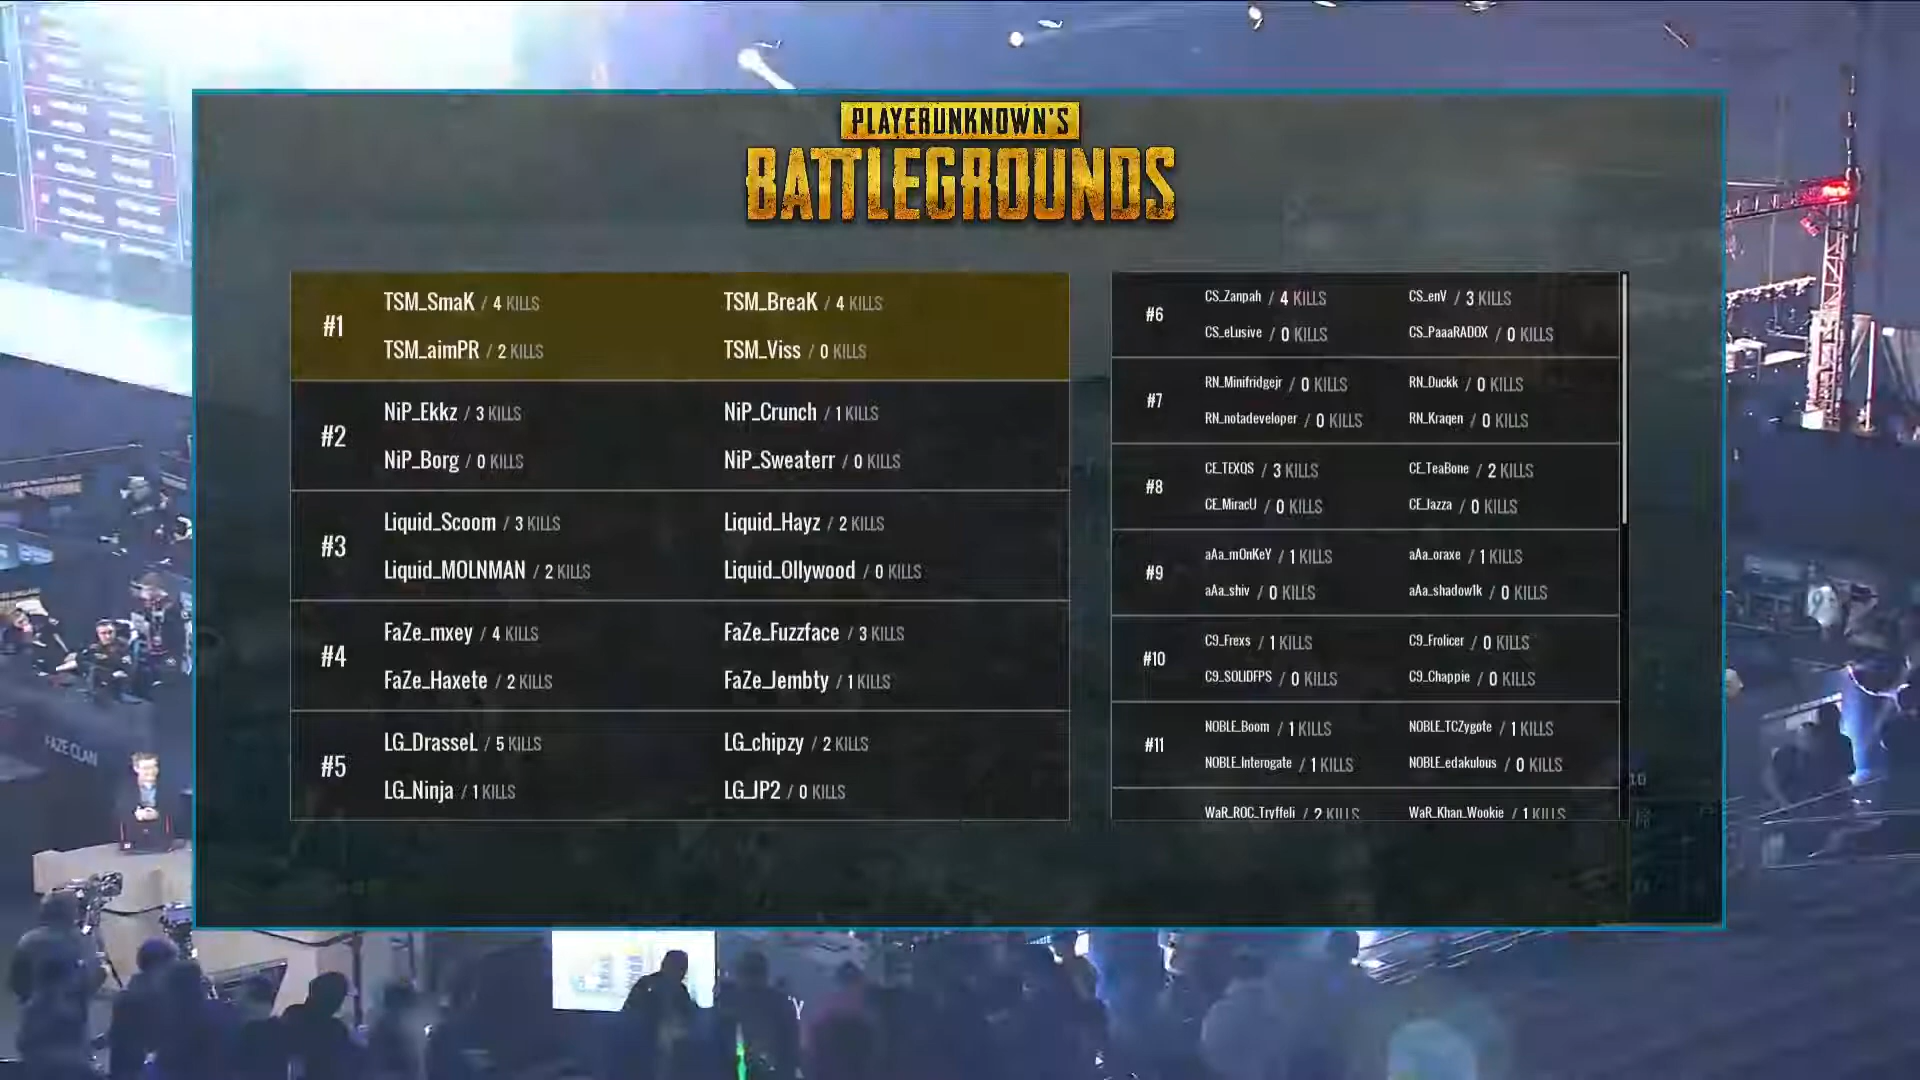 PLAYERUNKNOWN'S
BATTLEGROUNDS
#1
TSM_SmaK / 4 KILLS
TSM_BreaK / 4 KILLS
TSM_aimPR / 2 KILLS
TSM_Viss / 0 KILLS
#2
NiP_Ekkz / 3 KILLS
NiP_Crunch / 1 KILLS
NiP_Borg / 0 KILLS
NiP_Sweaterr / 0 KILLS
#3
Liquid_Scoom / 3 KILLS
Liquid_Hayz / 2 KILLS
Liquid_MOLNMAN / 2 KILLS
Liquid_Ollywood / 0 KILLS
#4
FaZe_mxey / 4 KILLS
FaZe_Fuzzface / 3 KILLS
FaZe_Haxete / 2 KILLS
FaZe_Jembty / 1 KILLS
#5
LG_DrasseL / 5 KILLS
LG_chipzy / 2 KILLS
LG_Ninja / 1 KILLS
LG_JP2 / 0 KILLS
#6
CS_Zanpah / 4 KILLS
CS_enV / 3 KILLS
CS_eLusive / 0 KILLS
CS_PaaaRADOX / 0 KILLS
#7
RN_Minifridgejr / 0 KILLS
RN_Duckk / 0 KILLS
RN_notadeveloper / 0 KILLS
RN_Kraqen / 0 KILLS
#8
CE_TEXQS / 3 KILLS
CE_TeaBone / 2 KILLS
CE_MiracU / 0 KILLS
CE_Jazza / 0 KILLS
#9
aAa_m0nKeY / 1 KILLS
aAa_oraxe / 1 KILLS
aAa_shiv / 0 KILLS
aAa_shadow1k / 0 KILLS
#10
C9_Frexs / 1 KILLS
C9_Frolicer / 0 KILLS
C9_SOLIDFPS / 0 KILLS
C9_Chappie / 0 KILLS
#11
NOBLE_Boom / 1 KILLS
NOBLE_TCZygote / 1 KILLS
NOBLE_Interogate / 1 KILLS
NOBLE_edakulous / 0 KILLS
WaR_ROC_Tryffeli / 2 KILLS
WaR_Khan_Wookie / 1 KILLS
FAZE CLAN